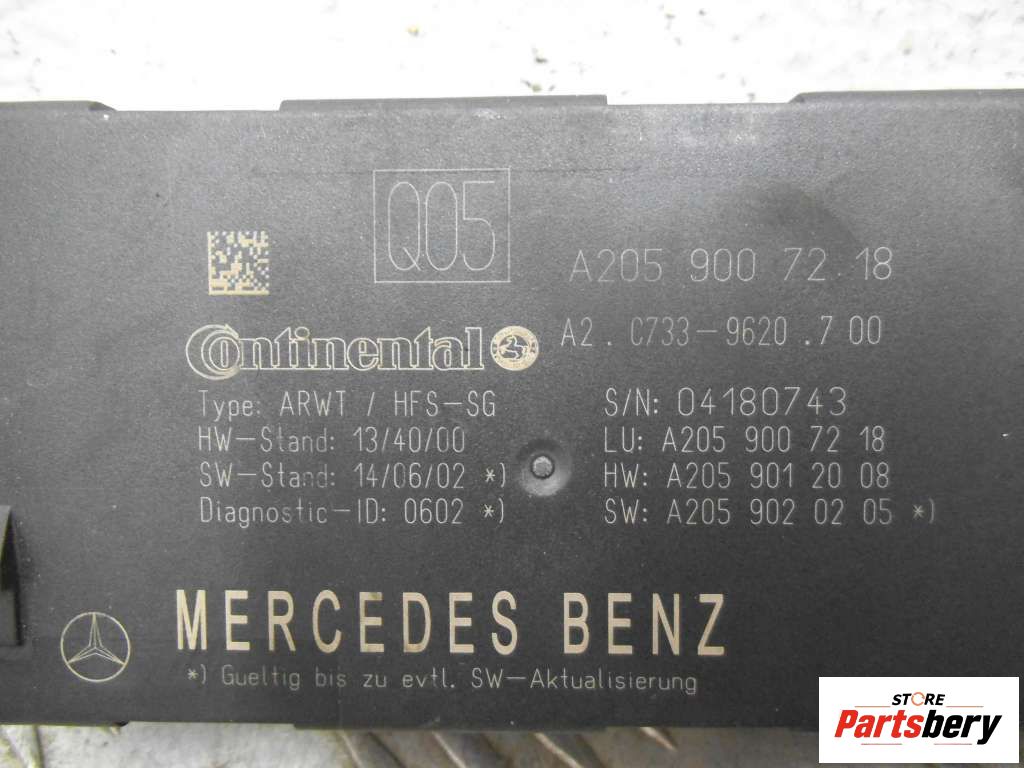 Q05
A205 900 72 18
Continental
A2. C733-9620.700
Type: ARWT / HFS-SG
S/N: 04180743
HW-Stand: 13/40/00
LU: A205 900 72 18
SW-Stand: 14/06/02 *)
HW: A205 901 20 08
Diagnostic-ID: 0602 *)
SW: A205 902 02 05 *)
MERCEDES BENZ
*) Gueltig bis zu evtl. SW-Aktualisierung
STORE
Partsbery